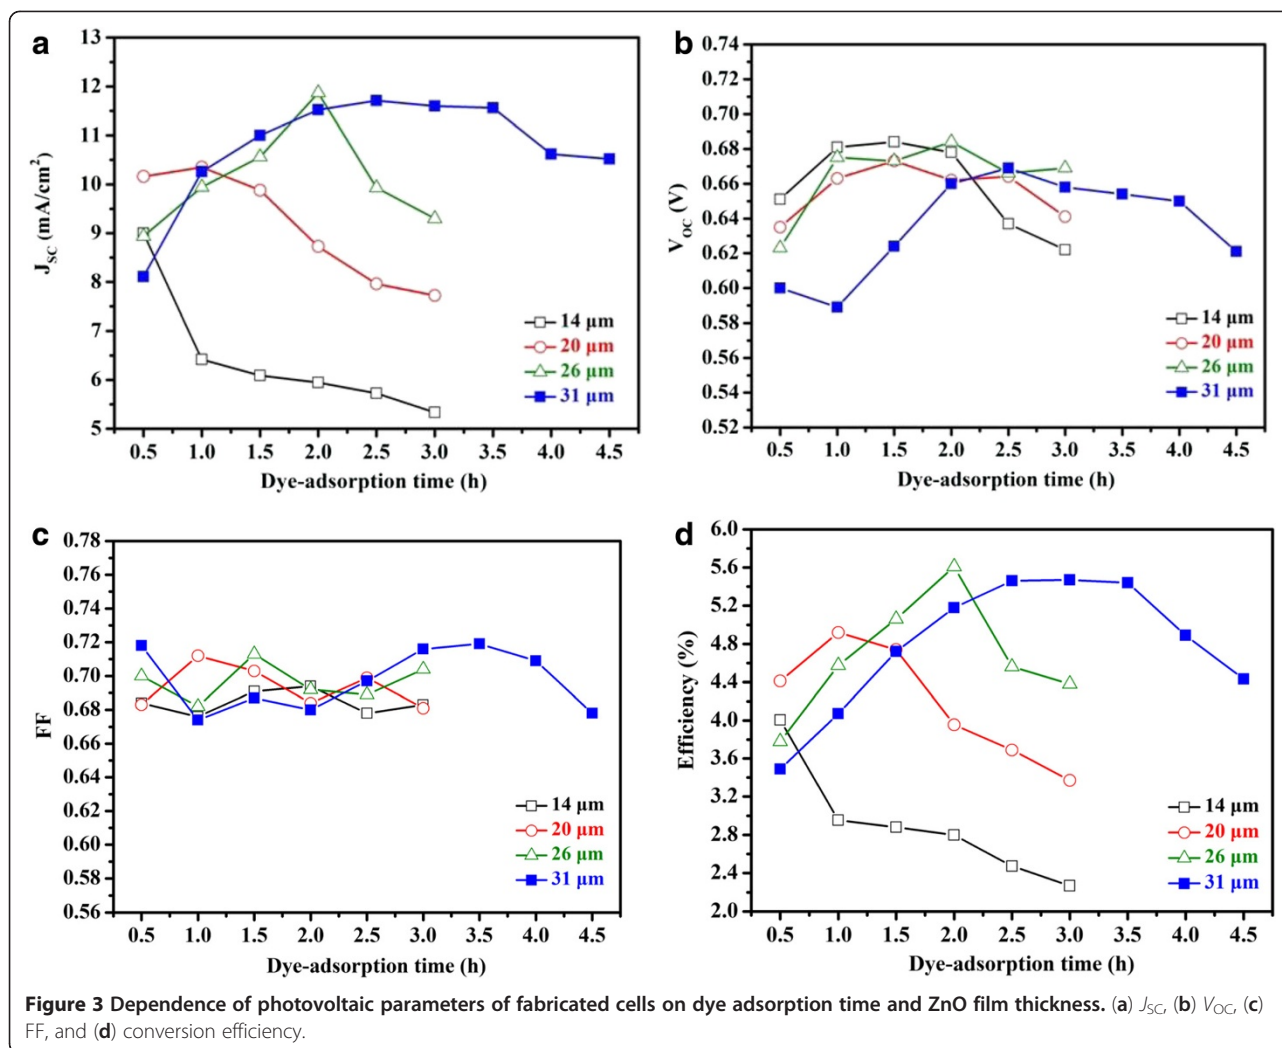 a
13
12
11
10
9
8
7
6
5
J_SC (mA/cm²)
14 µm
20 µm
26 µm
31 µm
0.5 1.0 1.5 2.0 2.5 3.0 3.5 4.0 4.5
Dye-adsorption time (h)
b
0.74
0.72
0.70
0.68
0.66
0.64
0.62
0.60
0.58
0.56
0.54
0.52
V_OC (V)
14 µm
20 µm
26 µm
31 µm
0.5 1.0 1.5 2.0 2.5 3.0 3.5 4.0 4.5
Dye-adsorption time (h)
c
0.78
0.76
0.74
0.72
0.70
0.68
0.66
0.64
0.62
0.60
0.58
0.56
FF
14 µm
20 µm
26 µm
31 µm
0.5 1.0 1.5 2.0 2.5 3.0 3.5 4.0 4.5
Dye-adsorption time (h)
d
6.0
5.6
5.2
4.8
4.4
4.0
3.6
3.2
2.8
2.4
2.0
Efficiency (%)
14 µm
20 µm
26 µm
31 µm
0.5 1.0 1.5 2.0 2.5 3.0 3.5 4.0 4.5
Dye-adsorption time (h)
Figure 3 Dependence of photovoltaic parameters of fabricated cells on dye adsorption time and ZnO film thickness. (a) J_SC, (b) V_OC, (c)
FF, and (d) conversion efficiency.